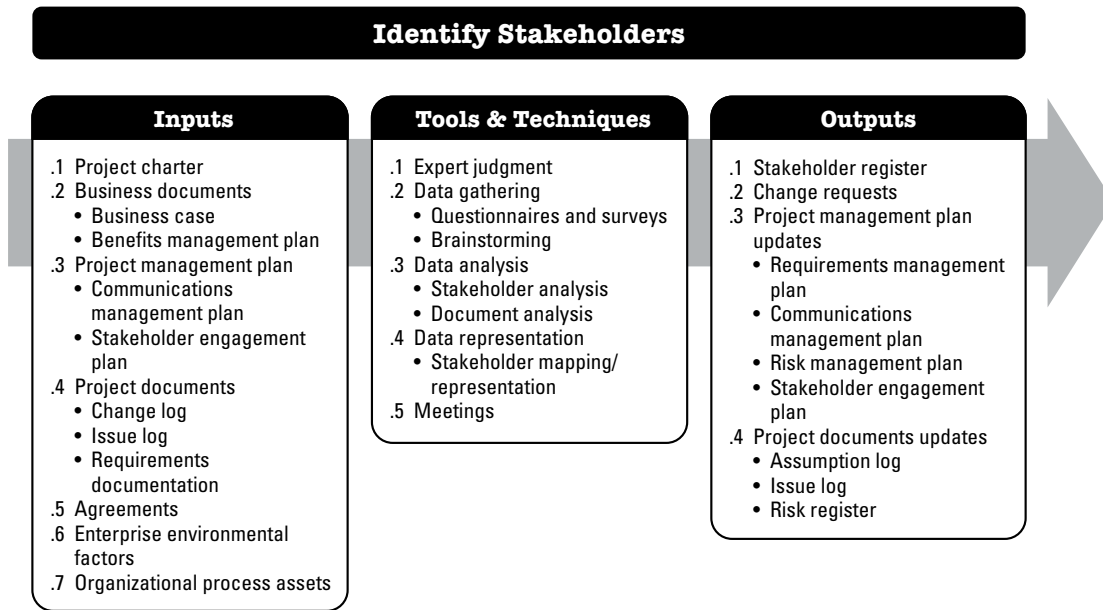 Identify Stakeholders
Inputs
.1 Project charter
.2 Business documents
• Business case
• Benefits management plan
.3 Project management plan
• Communications
management plan
• Stakeholder engagement
plan
.4 Project documents
• Change log
• Issue log
• Requirements
documentation
.5 Agreements
.6 Enterprise environmental
factors
.7 Organizational process assets
Tools & Techniques
.1 Expert judgment
.2 Data gathering
• Questionnaires and surveys
• Brainstorming
.3 Data analysis
• Stakeholder analysis
• Document analysis
.4 Data representation
• Stakeholder mapping/
representation
.5 Meetings
Outputs
.1 Stakeholder register
.2 Change requests
.3 Project management plan
updates
• Requirements management
plan
• Communications
management plan
• Risk management plan
• Stakeholder engagement
plan
.4 Project documents updates
• Assumption log
• Issue log
• Risk register